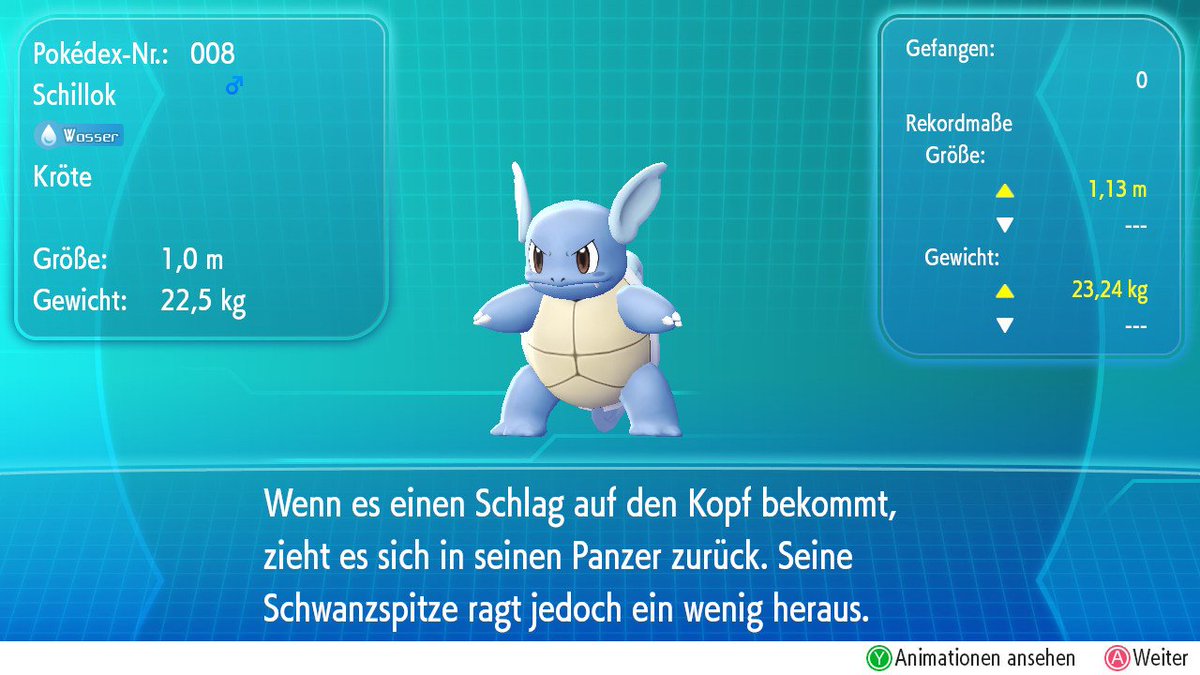 Pokédex-Nr.: 008
Schillok ♂
Wasser
Kröte
Größe: 1,0 m
Gewicht: 22,5 kg
Gefangen:
0
Rekordmaße
Größe:
▲ 1,13 m
▼ ---
Gewicht:
▲ 23,24 kg
▼ ---
Wenn es einen Schlag auf den Kopf bekommt,
zieht es sich in seinen Panzer zurück. Seine
Schwanzspitze ragt jedoch ein wenig heraus.
Y Animationen ansehen A Weiter